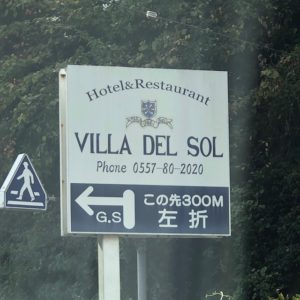 Hotel&Restaurant
VILLA DEL SOL
Phone 0557-80-2020
G.S
この先300M
左折